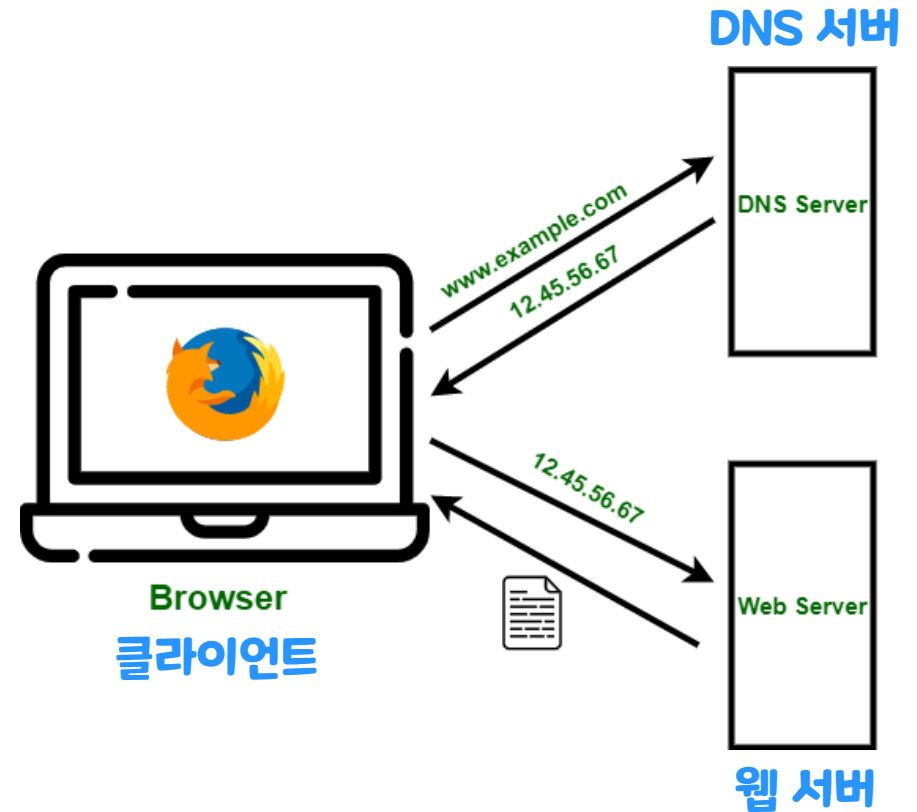 DNS 서버
www.example.com
DNS Server
12.45.56.67
12.45.56.67
Web Server
Browser
클라이언트
웹 서버